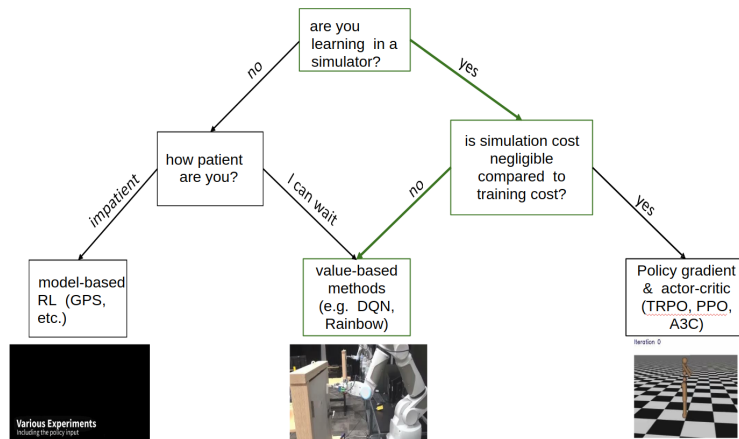 are you
learning in a
simulator?
no
yes
how patient
are you?
is simulation cost
negligible
compared to
training cost?
impatient
I can wait
no
yes
model-based
RL (GPS,
etc.)
value-based
methods
(e.g. DQN,
Rainbow)
Policy gradient
& actor-critic
(TRPO, PPO,
A3C)
Iteration 0
Various Experiments
Including the policy input